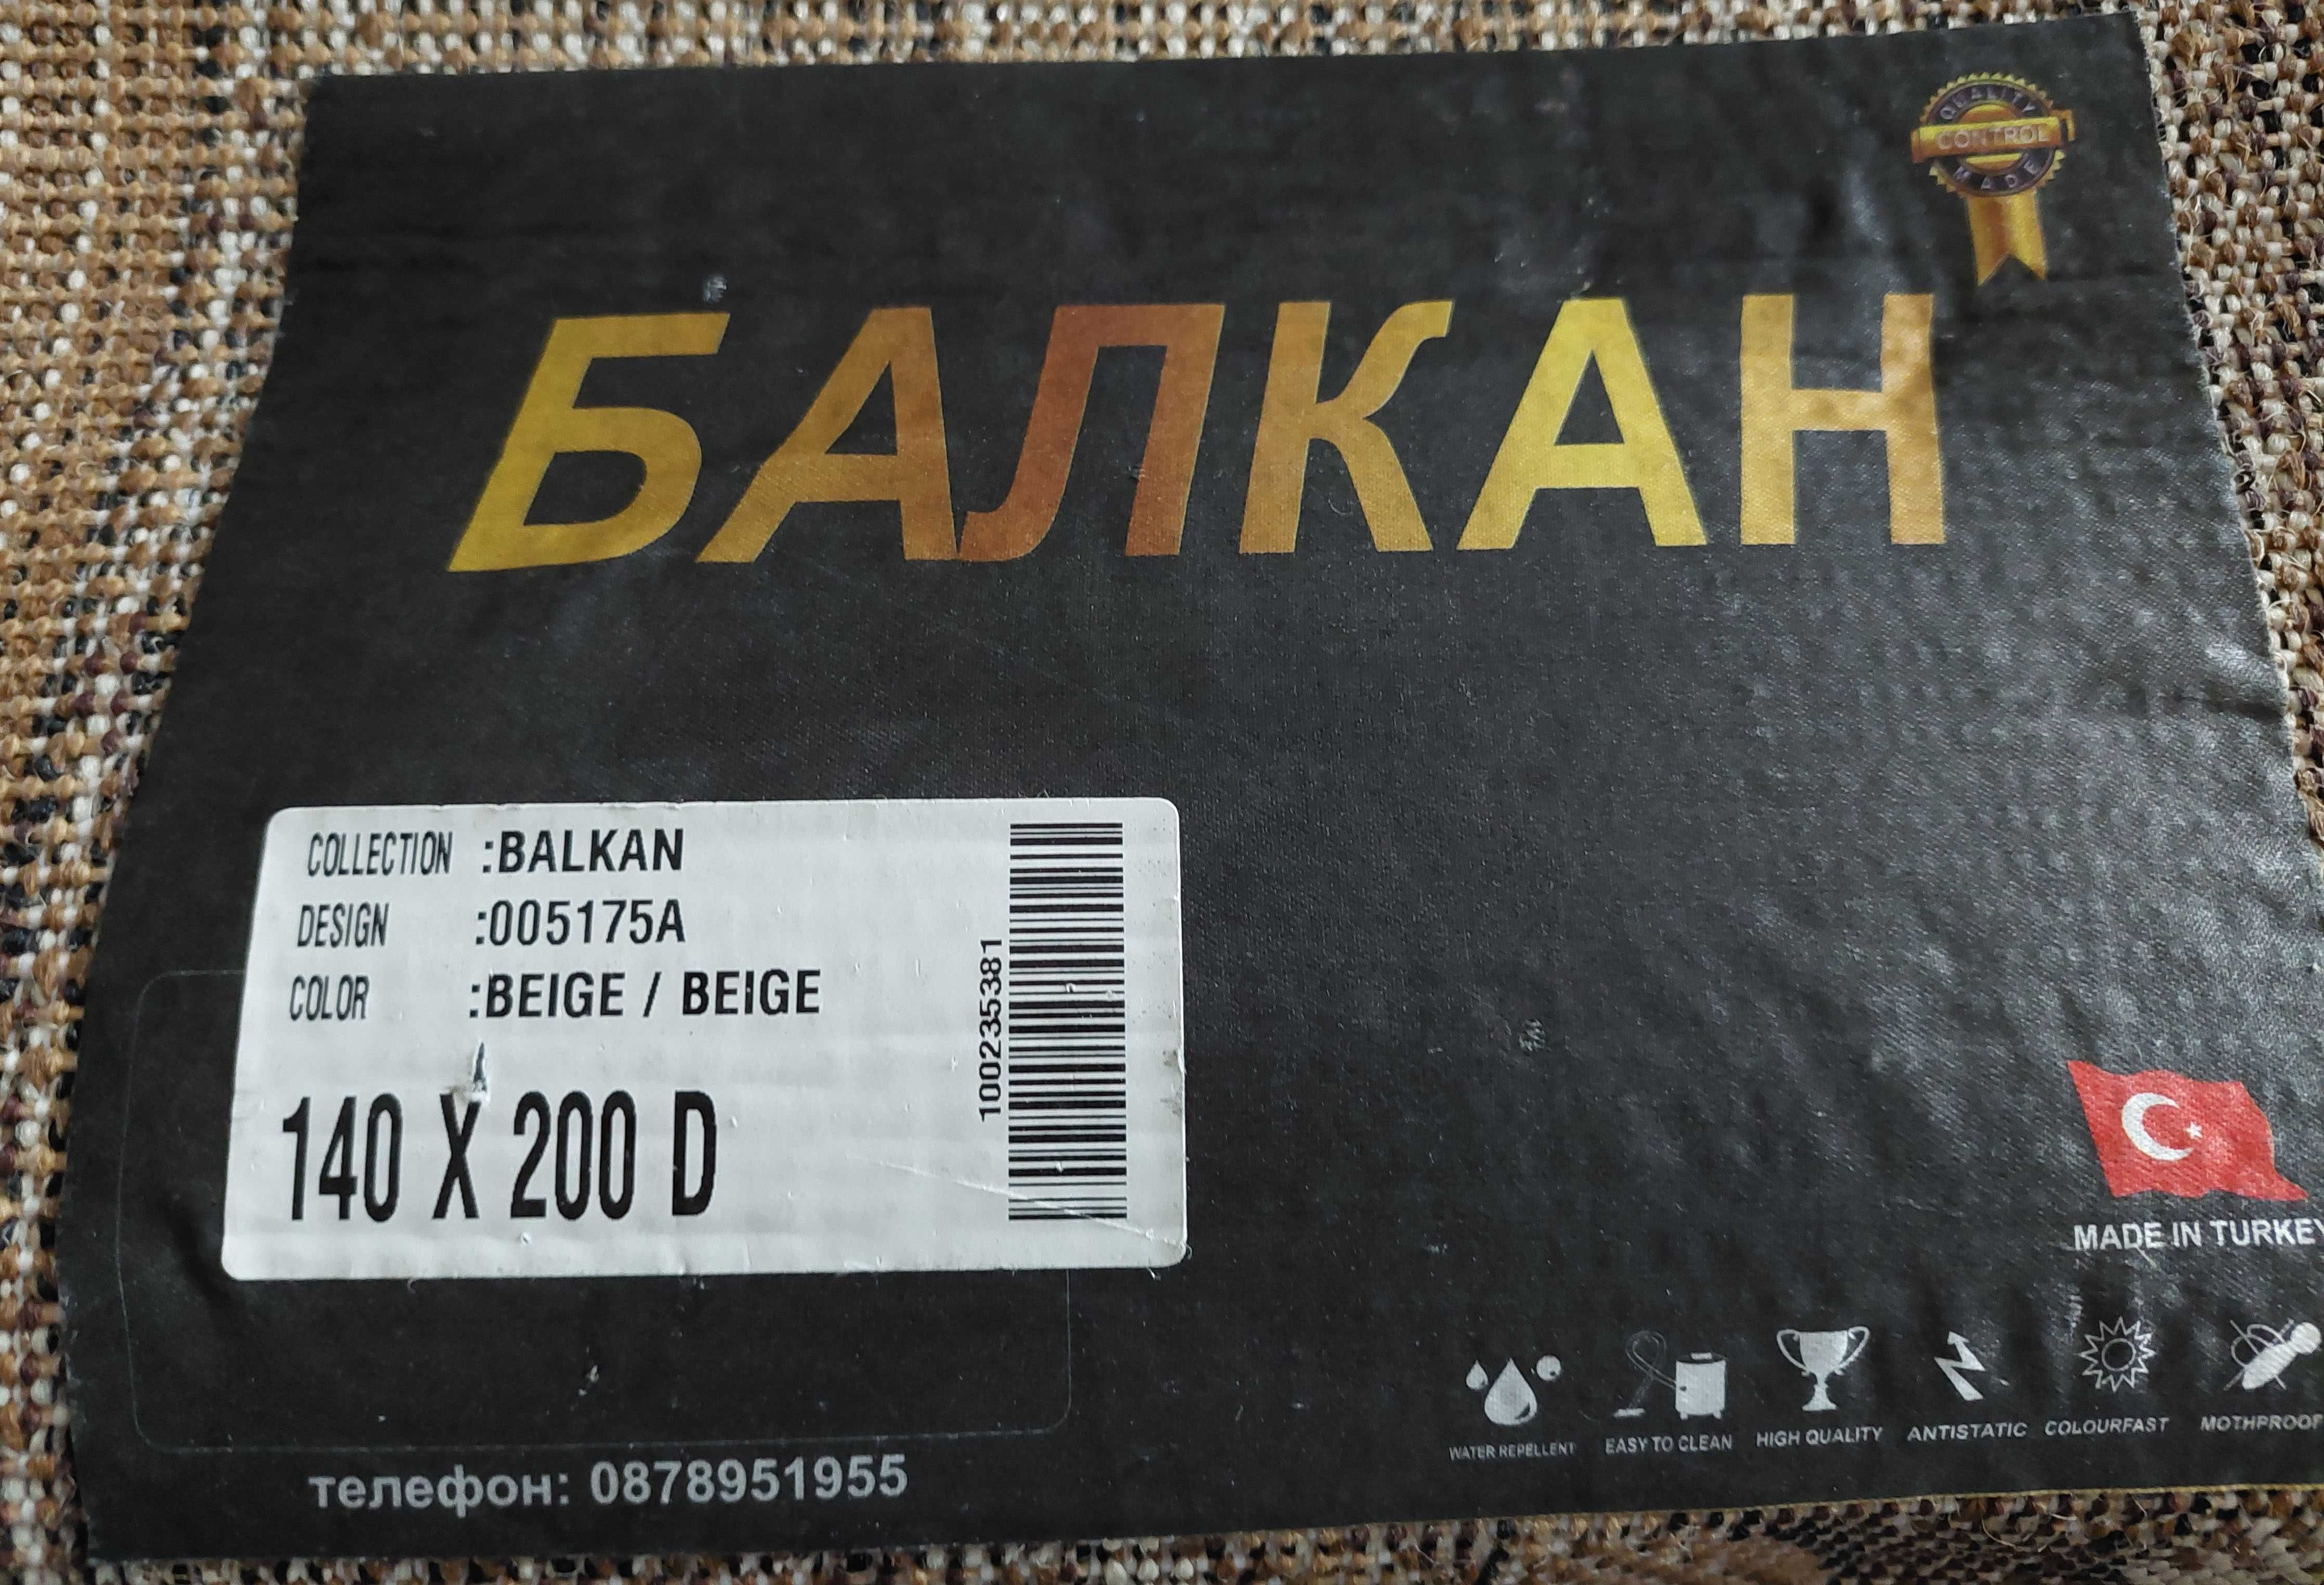 QUALITY
CONTROL
MADE
БАЛКАН
COLLECTION :BALKAN
DESIGN :005175A
COLOR :BEIGE / BEIGE
140 X 200 D
100235381
MADE IN TURKEY
WATER REPELLENT EASY TO CLEAN HIGH QUALITY ANTISTATIC COLOURFAST MOTHPROOF
телефон: 0878951955